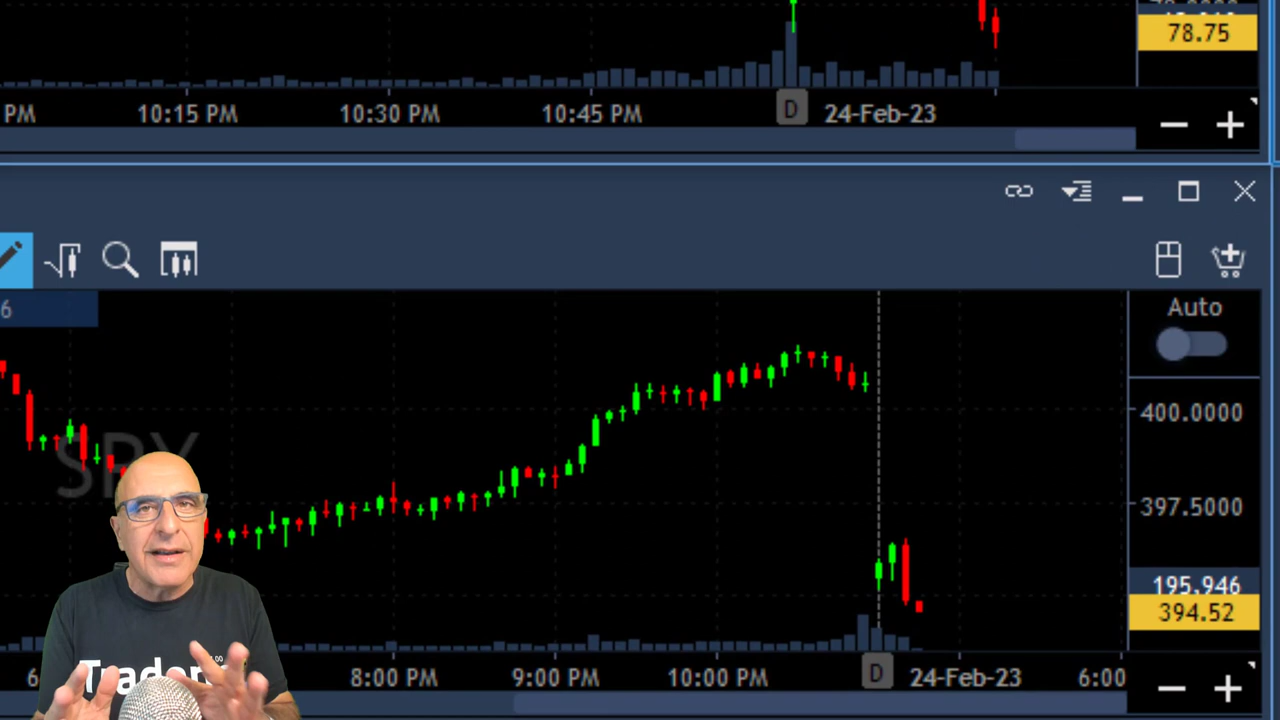 78.75
PM 10:15 PM 10:30 PM 10:45 PM D 24-Feb-23
6
Auto
SPY
400.0000
397.5000
195,946
394.52
6 8:00 PM 9:00 PM 10:00 PM D 24-Feb-23 6:00